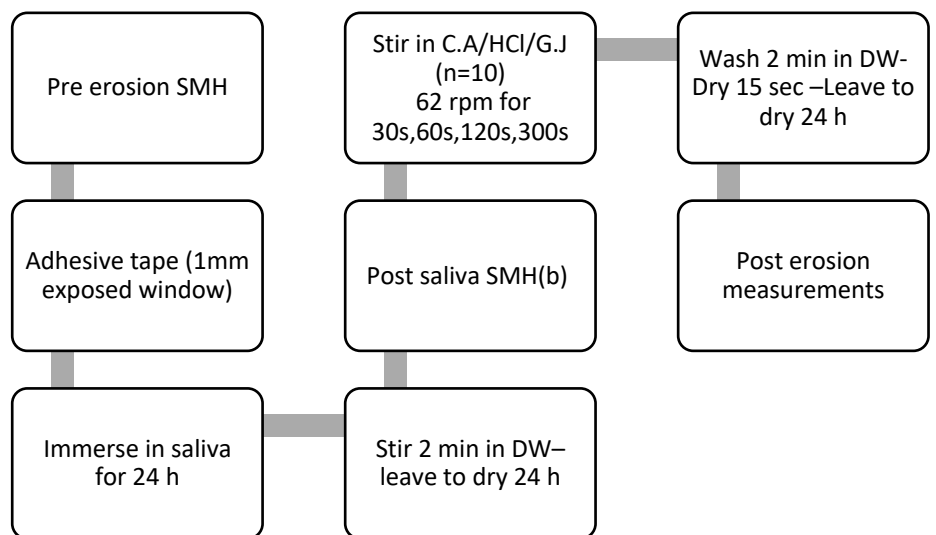 Pre erosion SMH
Adhesive tape (1mm
exposed window)
Immerse in saliva
for 24 h
Stir 2 min in DW–
leave to dry 24 h
Post saliva SMH(b)
Stir in C.A/HCl/G.J
(n=10)
62 rpm for
30s,60s,120s,300s
Wash 2 min in DW-
Dry 15 sec –Leave to
dry 24 h
Post erosion
measurements